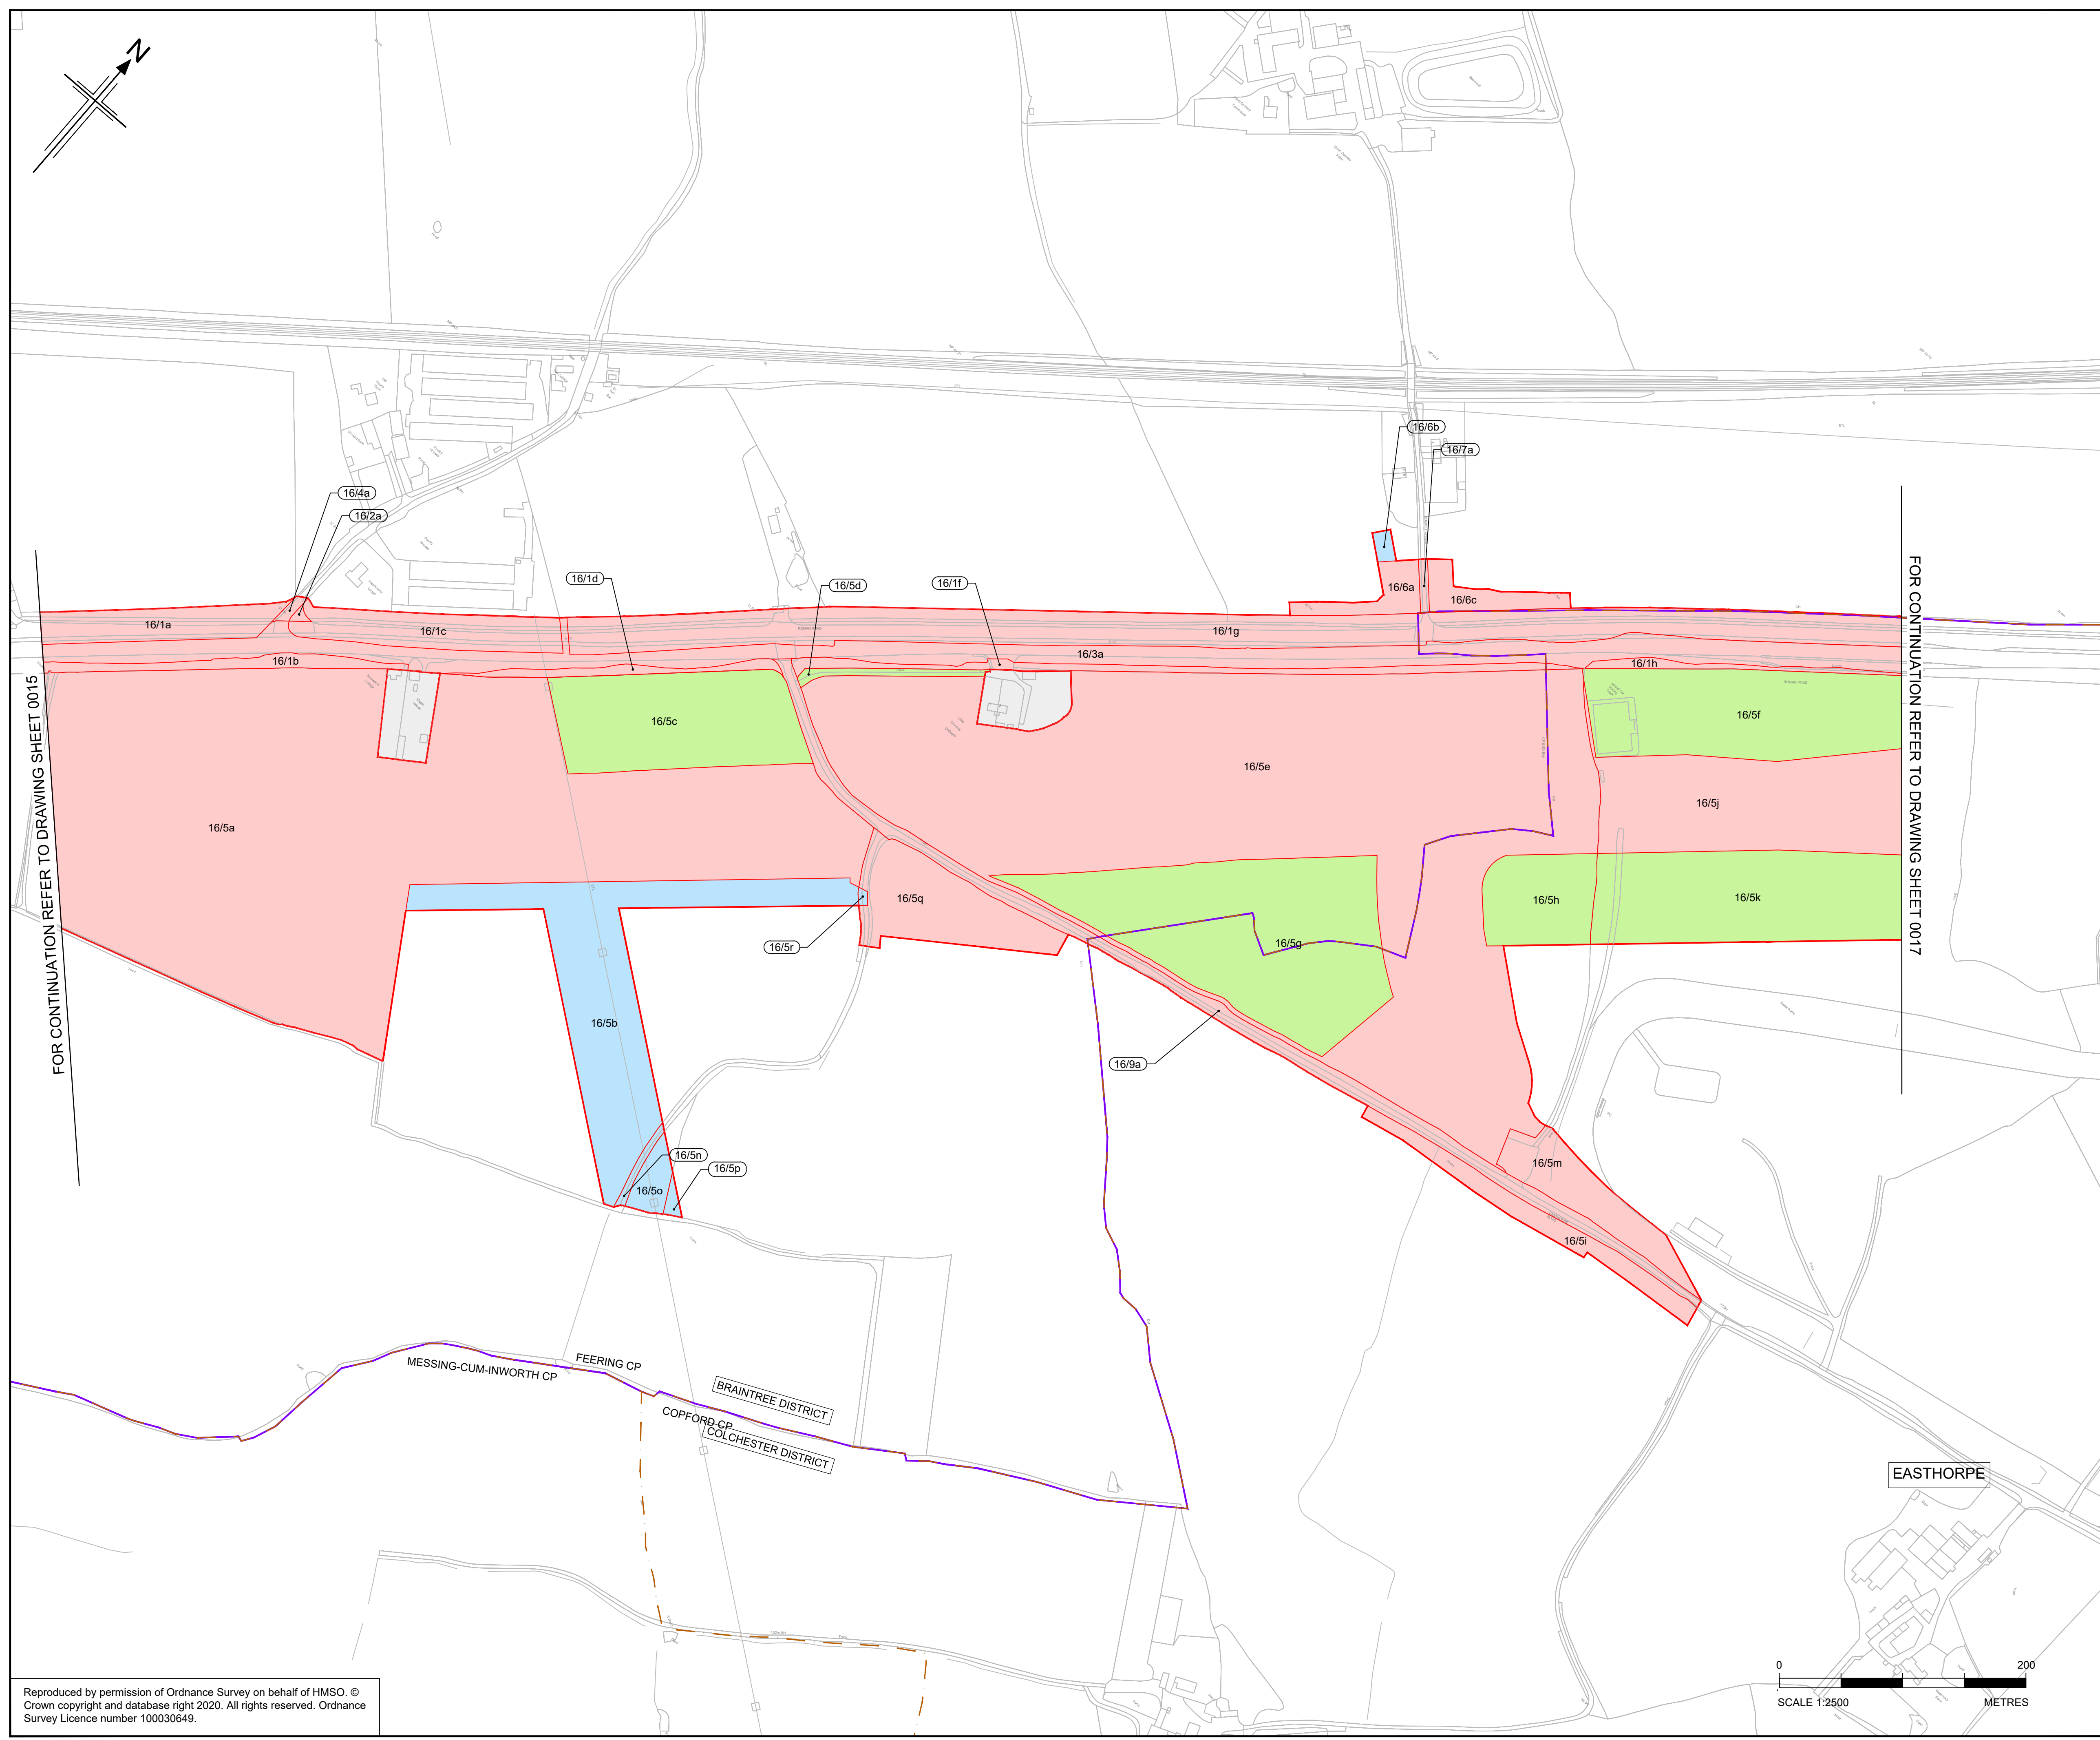 N
16/6b
16/7a
16/4a
16/2a
16/1d
16/5d
16/1f
16/6a
16/6c
16/1a
16/1c
16/1g
16/1b
16/3a
16/1h
16/5c
16/5f
16/5e
16/5j
16/5a
16/5q
16/5h
16/5k
16/5r
16/5g
16/5b
16/9a
16/5n
16/5p
16/5o
16/5m
16/5i
FOR CONTINUATION REFER TO DRAWING SHEET 0015
FOR CONTINUATION REFER TO DRAWING SHEET 0017
FEERING CP
MESSING-CUM-INWORTH CP
BRAINTREE DISTRICT
COPFORD CP
COLCHESTER DISTRICT
EASTHORPE
0 200
SCALE 1:2500 METRES
Reproduced by permission of Ordnance Survey on behalf of HMSO. ©
Crown copyright and database right 2020. All rights reserved. Ordnance
Survey Licence number 100030649.